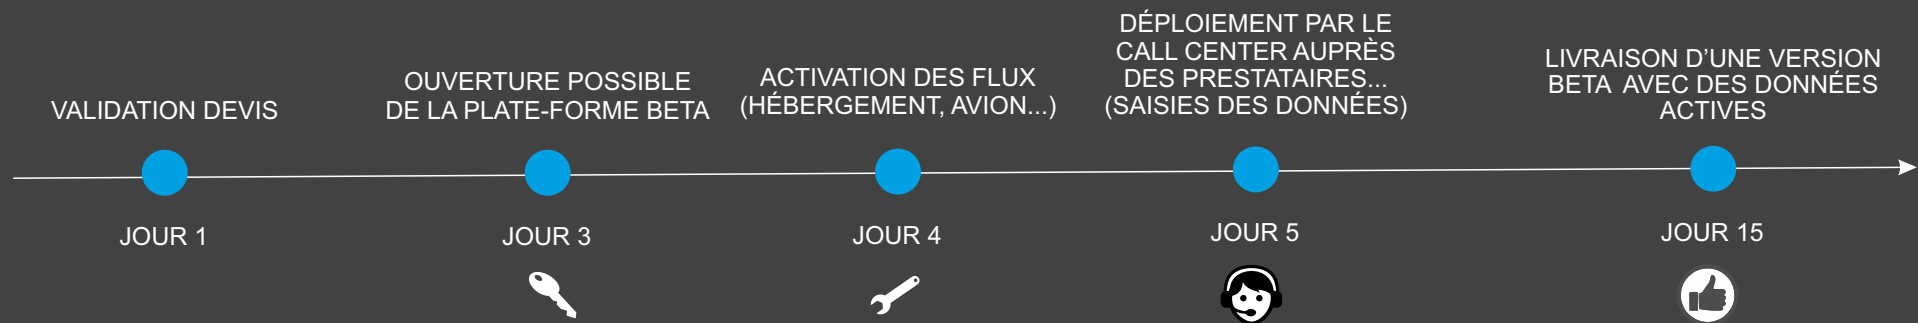 VALIDATION DEVIS
OUVERTURE POSSIBLE
DE LA PLATE-FORME BETA
ACTIVATION DES FLUX
(HÉBERGEMENT, AVION...)
DÉPLOIEMENT PAR LE
CALL CENTER AUPRÈS
DES PRESTATAIRES...
(SAISIES DES DONNÉES)
LIVRAISON D’UNE VERSION
BETA  AVEC DES DONNÉES
ACTIVES
JOUR 1
JOUR 3
JOUR 4
JOUR 5
JOUR 15